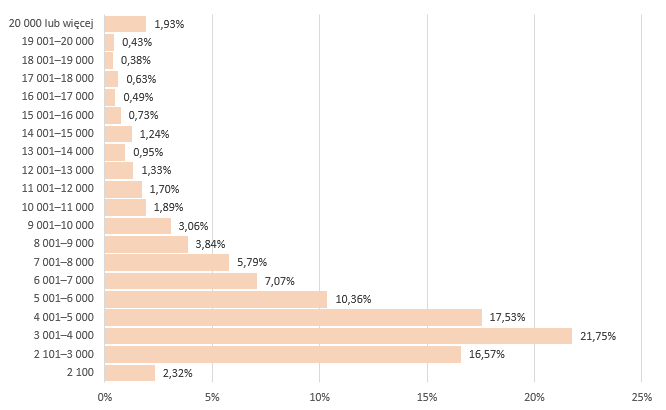 20 000 lub więcej 1,93%
19 001–20 000 0,43%
18 001–19 000 0,38%
17 001–18 000 0,63%
16 001–17 000 0,49%
15 001–16 000 0,73%
14 001–15 000 1,24%
13 001–14 000 0,95%
12 001–13 000 1,33%
11 001–12 000 1,70%
10 001–11 000 1,89%
9 001–10 000 3,06%
8 001–9 000 3,84%
7 001–8 000 5,79%
6 001–7 000 7,07%
5 001–6 000 10,36%
4 001–5 000 17,53%
3 001–4 000 21,75%
2 101–3 000 16,57%
2 100 2,32%
0% 5% 10% 15% 20% 25%